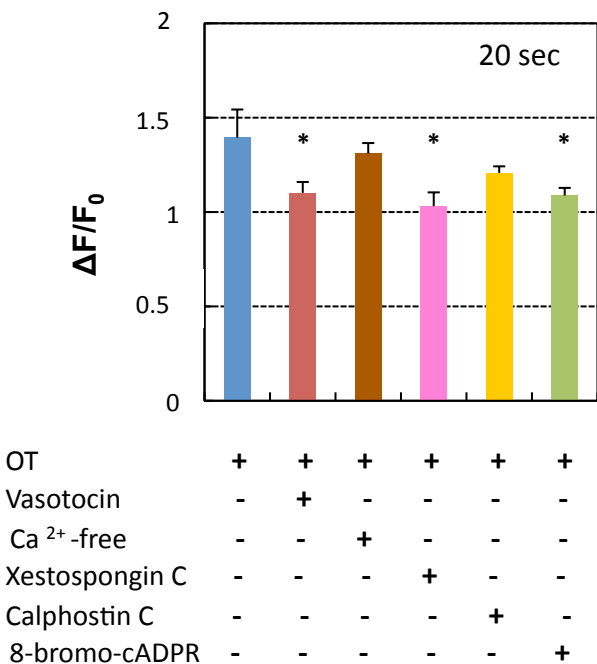 2
20 sec
1.5
* * *
1
ΔF/F0
0.5
0
OT + + + + + +
Vasotocin - + - - - -
Ca 2+ -free - - + - - -
Xestospongin C - - - + - -
Calphostin C - - - - + -
8-bromo-cADPR - - - - - +